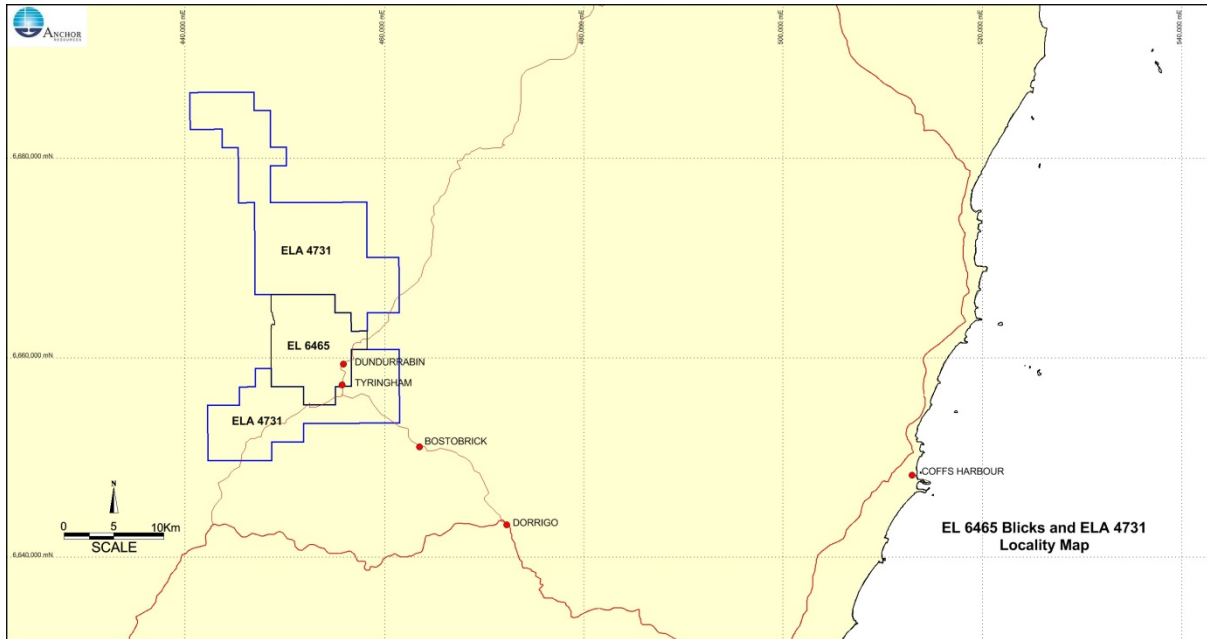 ANCHOR
RESOURCES
440,000 mE
460,000 mE
480,000 mE
500,000 mE
520,000 mE
540,000 mE
6,680,000 mN
ELA 4731
6,660,000 mN
EL 6465
DUNDURRABIN
TYRINGHAM
ELA 4731
BOSTOBRICK
COFFS HARBOUR
N
0 5 10Km
SCALE
DORRIGO
6,640,000 mN
EL 6465 Blicks and ELA 4731
Locality Map